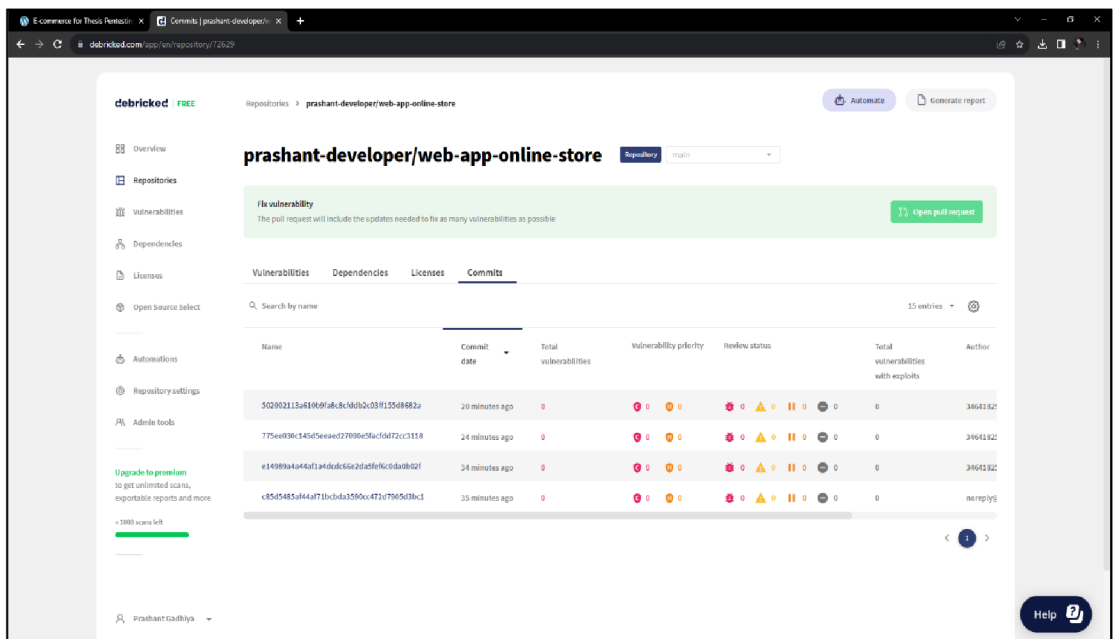 E-commerce for Thesis Pentestin
Commits | prashant-developer/w
debricked.com/app/en/repository/72629
debricked FREE
Repositories > prashant-developer/web-app-online-store
Automate
Generate report
Overview
prashant-developer/web-app-online-store
Repository
main
Repositories
Fix vulnerability
The pull request will include the updates needed to fix as many vulnerabilities as possible
Open pull request
Vulnerabilities
Dependencies
Licenses
Open Source Select
Vulnerabilities Dependencies Licenses Commits
Search by name
15 entries
Automations
Repository settings
Admin tools
Name Commit date Total vulnerabilities Vulnerability priority Review status Total vulnerabilities with exploits Author
20 minutes ago 0 C 0 H 0 0 0 0 0 0
24 minutes ago 0 C 0 H 0 0 0 0 0 0
34 minutes ago 0 C 0 H 0 0 0 0 0 0
35 minutes ago 0 C 0 H 0 0 0 0 0 0
Upgrade to premium
to get unlimited scans,
exportable reports and more
< 1000 scans left
1
Prashant Gadhiya
Help